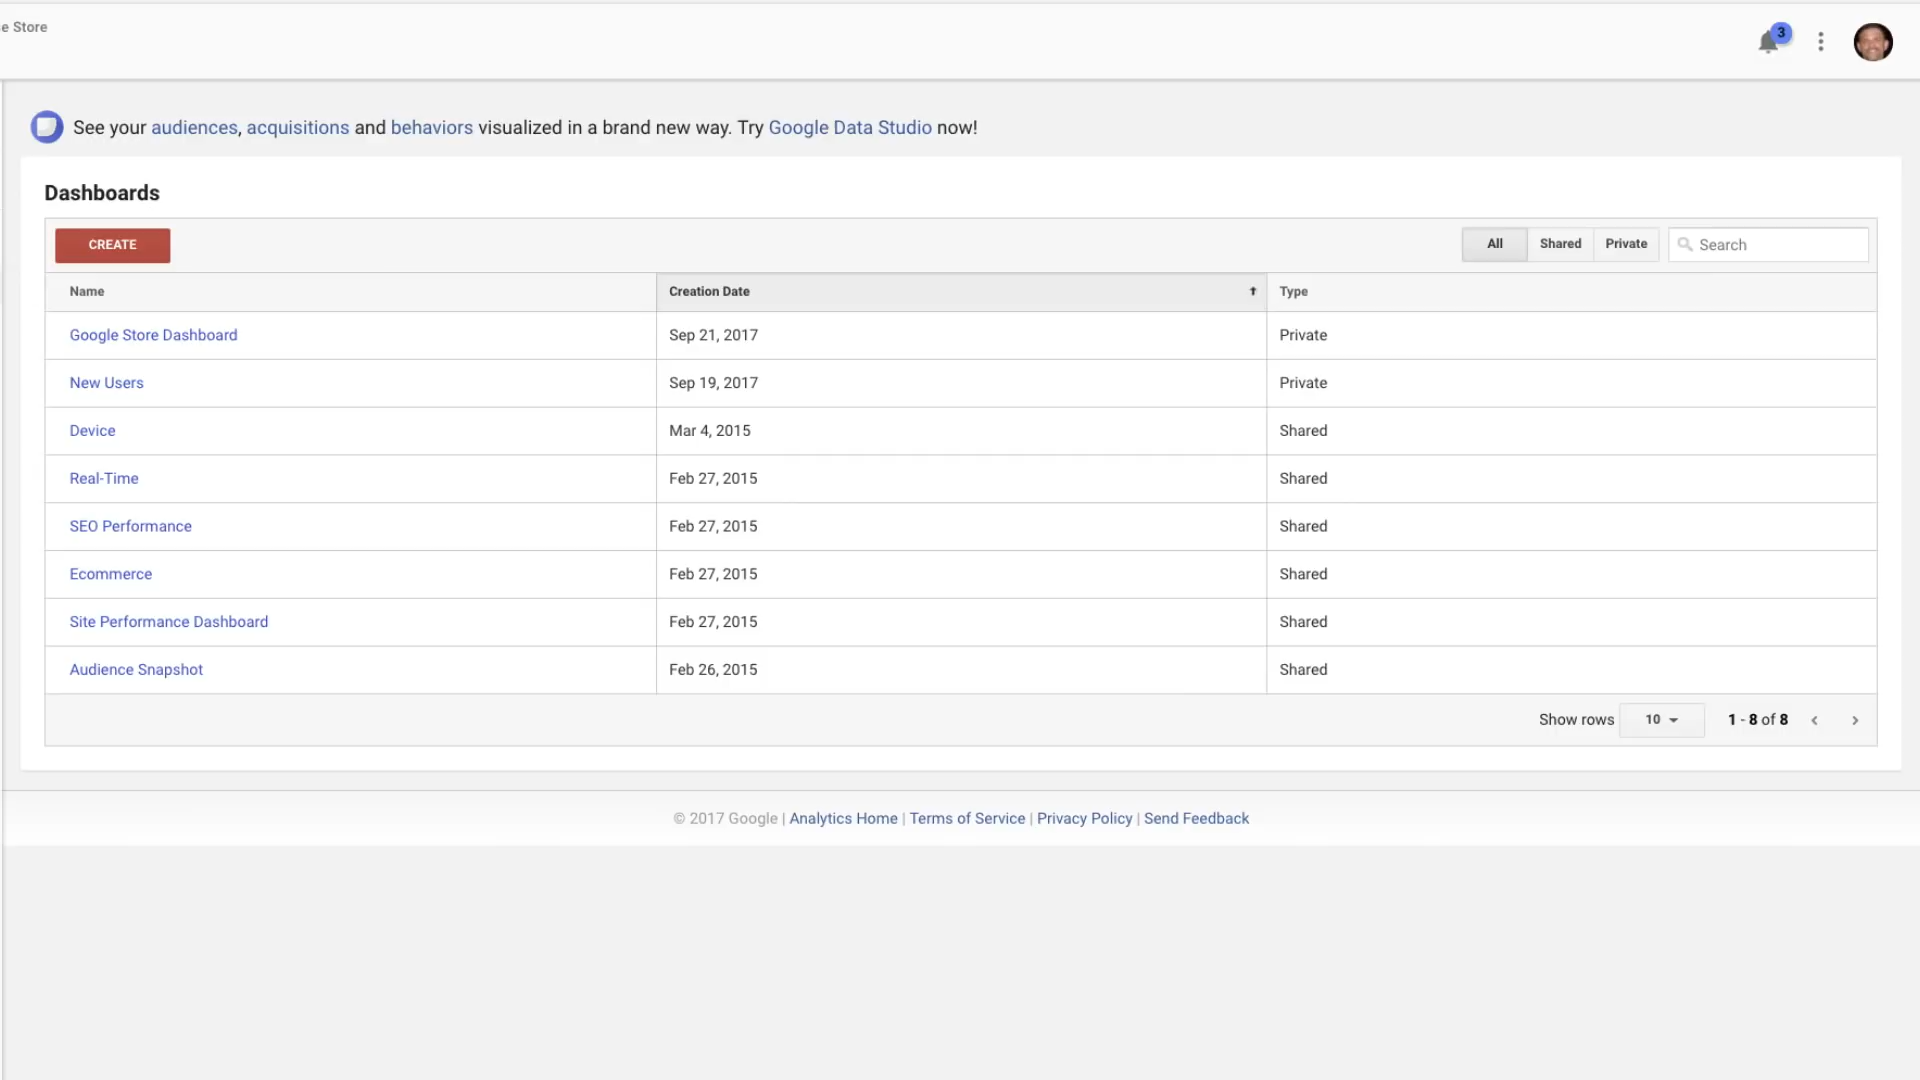 e Store
3
See your audiences, acquisitions and behaviors visualized in a brand new way. Try Google Data Studio now!
Dashboards
CREATE All Shared Private Search
Name Creation Date Type
Google Store Dashboard Sep 21, 2017 Private
New Users Sep 19, 2017 Private
Device Mar 4, 2015 Shared
Real-Time Feb 27, 2015 Shared
SEO Performance Feb 27, 2015 Shared
Ecommerce Feb 27, 2015 Shared
Site Performance Dashboard Feb 27, 2015 Shared
Audience Snapshot Feb 26, 2015 Shared
Show rows 10 1 - 8 of 8
© 2017 Google | Analytics Home | Terms of Service | Privacy Policy | Send Feedback